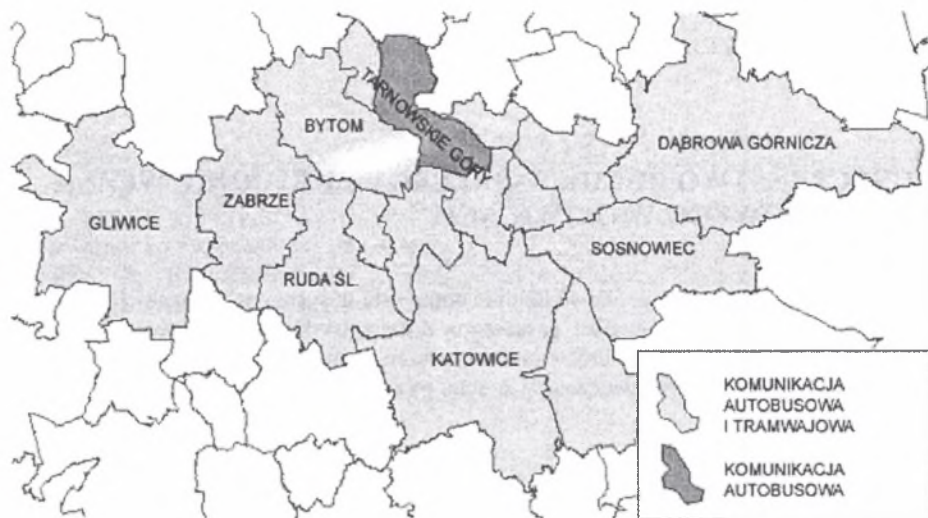 TARNOWSKIE GÓRY
BYTOM
DĄBROWA GÓRNICZA
ZABRZE
GLIWICE
SOSNOWIEC
RUDA ŚL.
KATOWICE
KOMUNIKACJA
AUTOBUSOWA
I TRAMWAJOWA
KOMUNIKACJA
AUTOBUSOWA